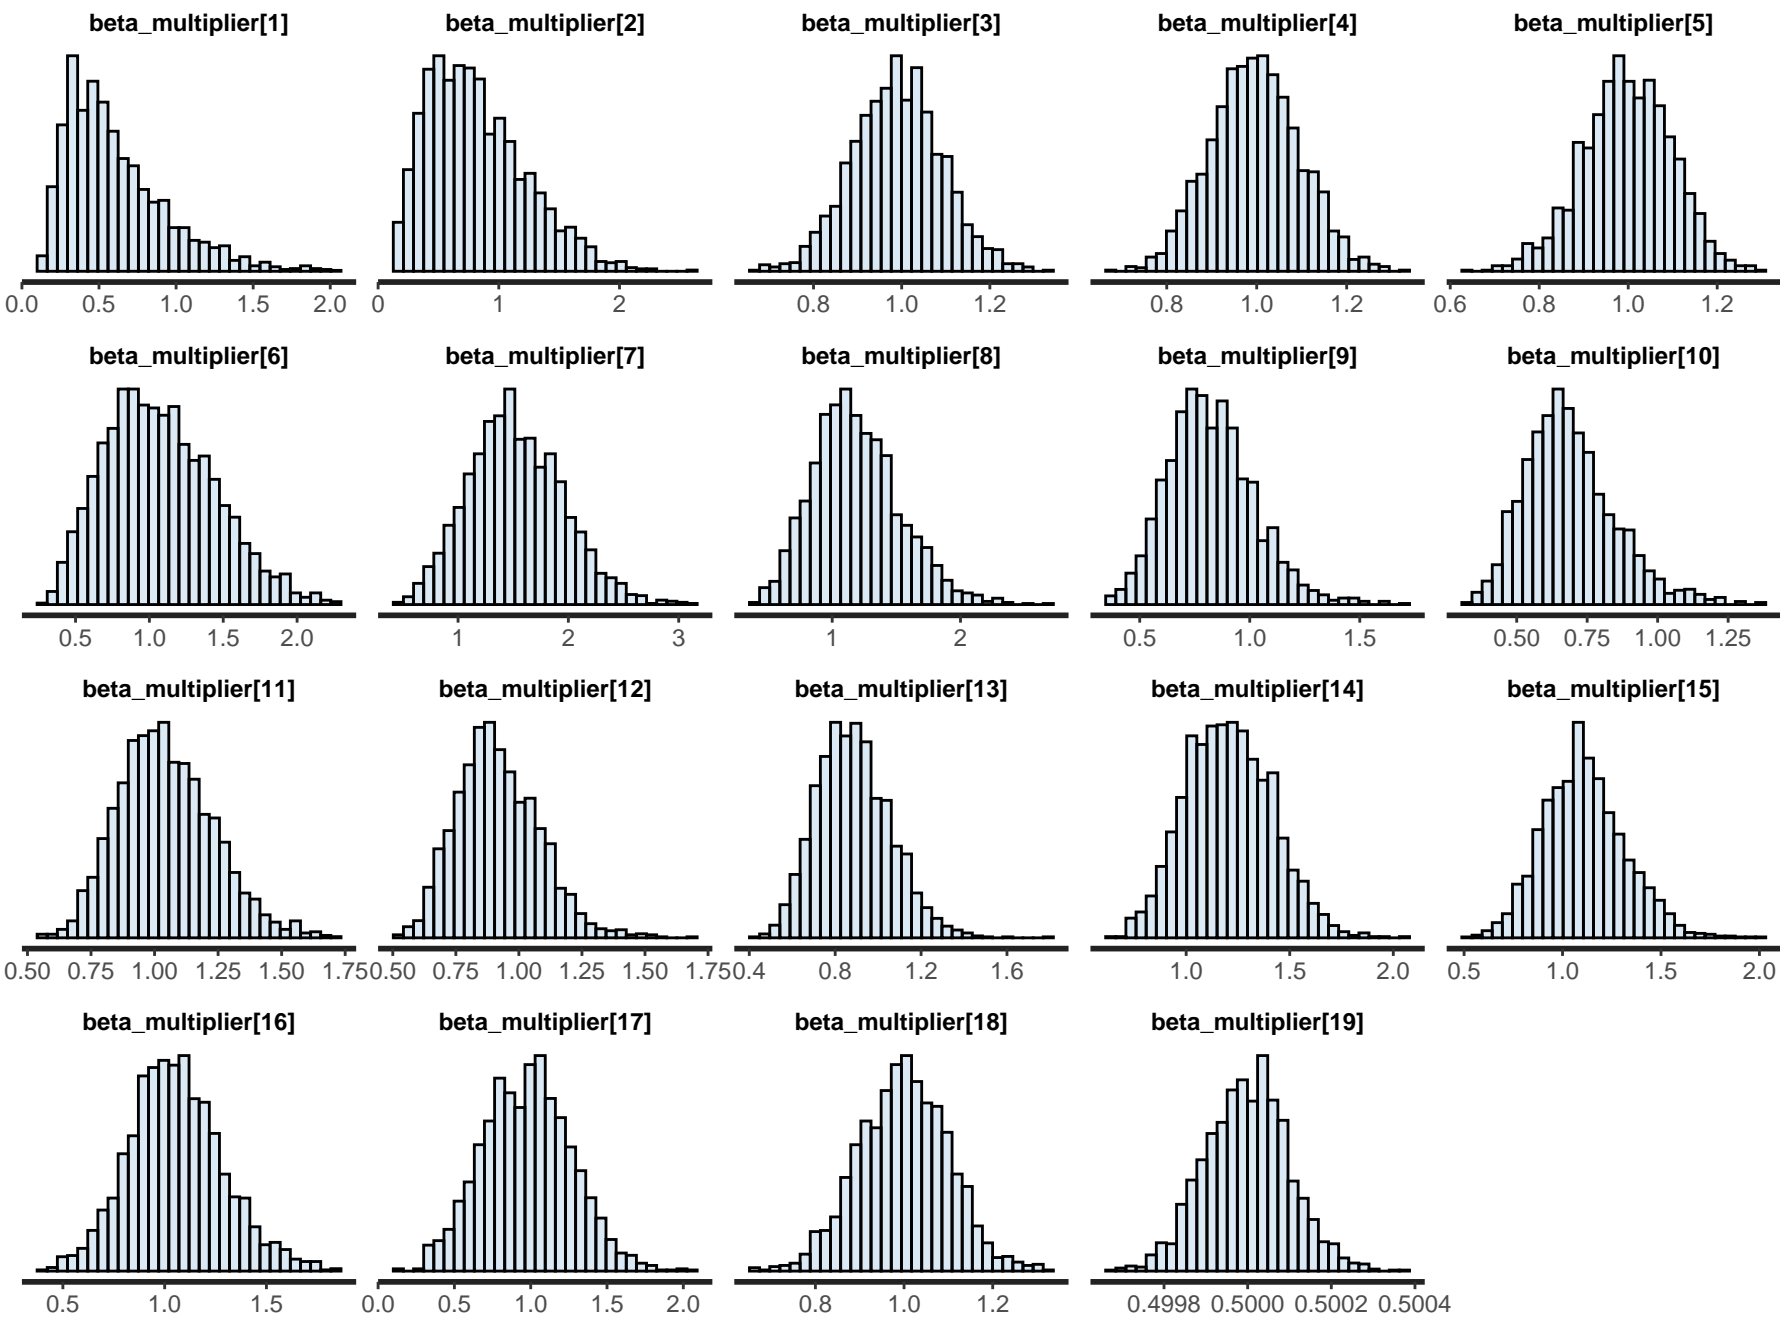 beta_multiplier[1] beta_multiplier[2] beta_multiplier[3] beta_multiplier[4] beta_multiplier[5]
0.0 0.5 1.0 1.5 2.0 0 1 2 0.8 1.0 1.2 0.8 1.0 1.2 0.6 0.8 1.0 1.2
beta_multiplier[6] beta_multiplier[7] beta_multiplier[8] beta_multiplier[9] beta_multiplier[10]
0.5 1.0 1.5 2.0 1 2 3 1 2 0.5 1.0 1.5 0.50 0.75 1.00 1.25
beta_multiplier[11] beta_multiplier[12] beta_multiplier[13] beta_multiplier[14] beta_multiplier[15]
0.50 0.75 1.00 1.25 1.50 1.75 0.50 0.75 1.00 1.25 1.50 1.75 0.4 0.8 1.2 1.6 1.0 1.5 2.0 0.5 1.0 1.5 2.0
beta_multiplier[16] beta_multiplier[17] beta_multiplier[18] beta_multiplier[19]
0.5 1.0 1.5 0.0 0.5 1.0 1.5 2.0 0.8 1.0 1.2 0.4998 0.5000 0.5002 0.5004